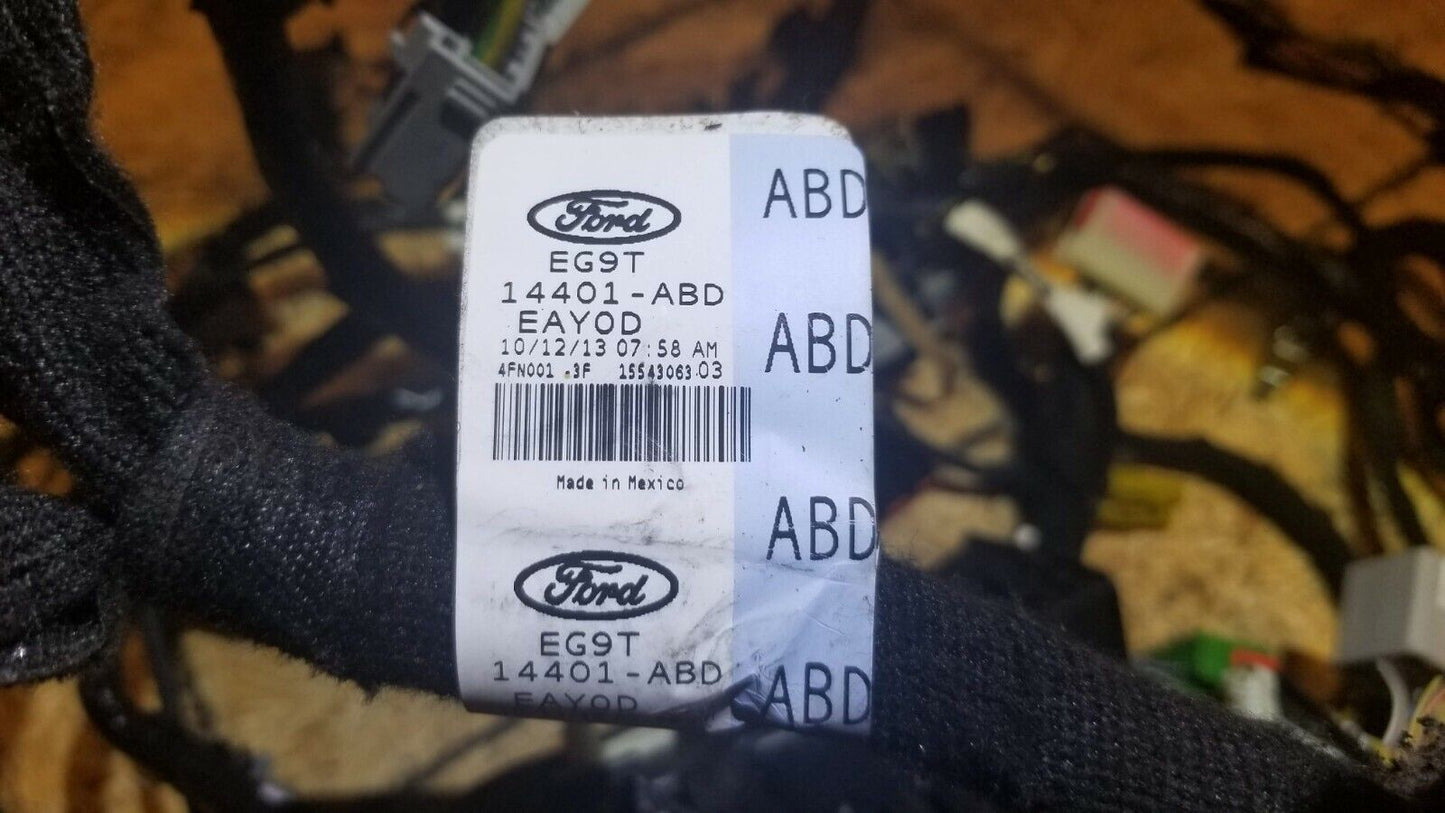 Ford
EG9T
14401-ABD
EAY0D
10/12/13 07:58 AM
4FN001 -3F 15543063 03
Made in Mexico
Ford
EG9T
14401-ABD
EAY0D
ABD
ABD
ABD
ABD